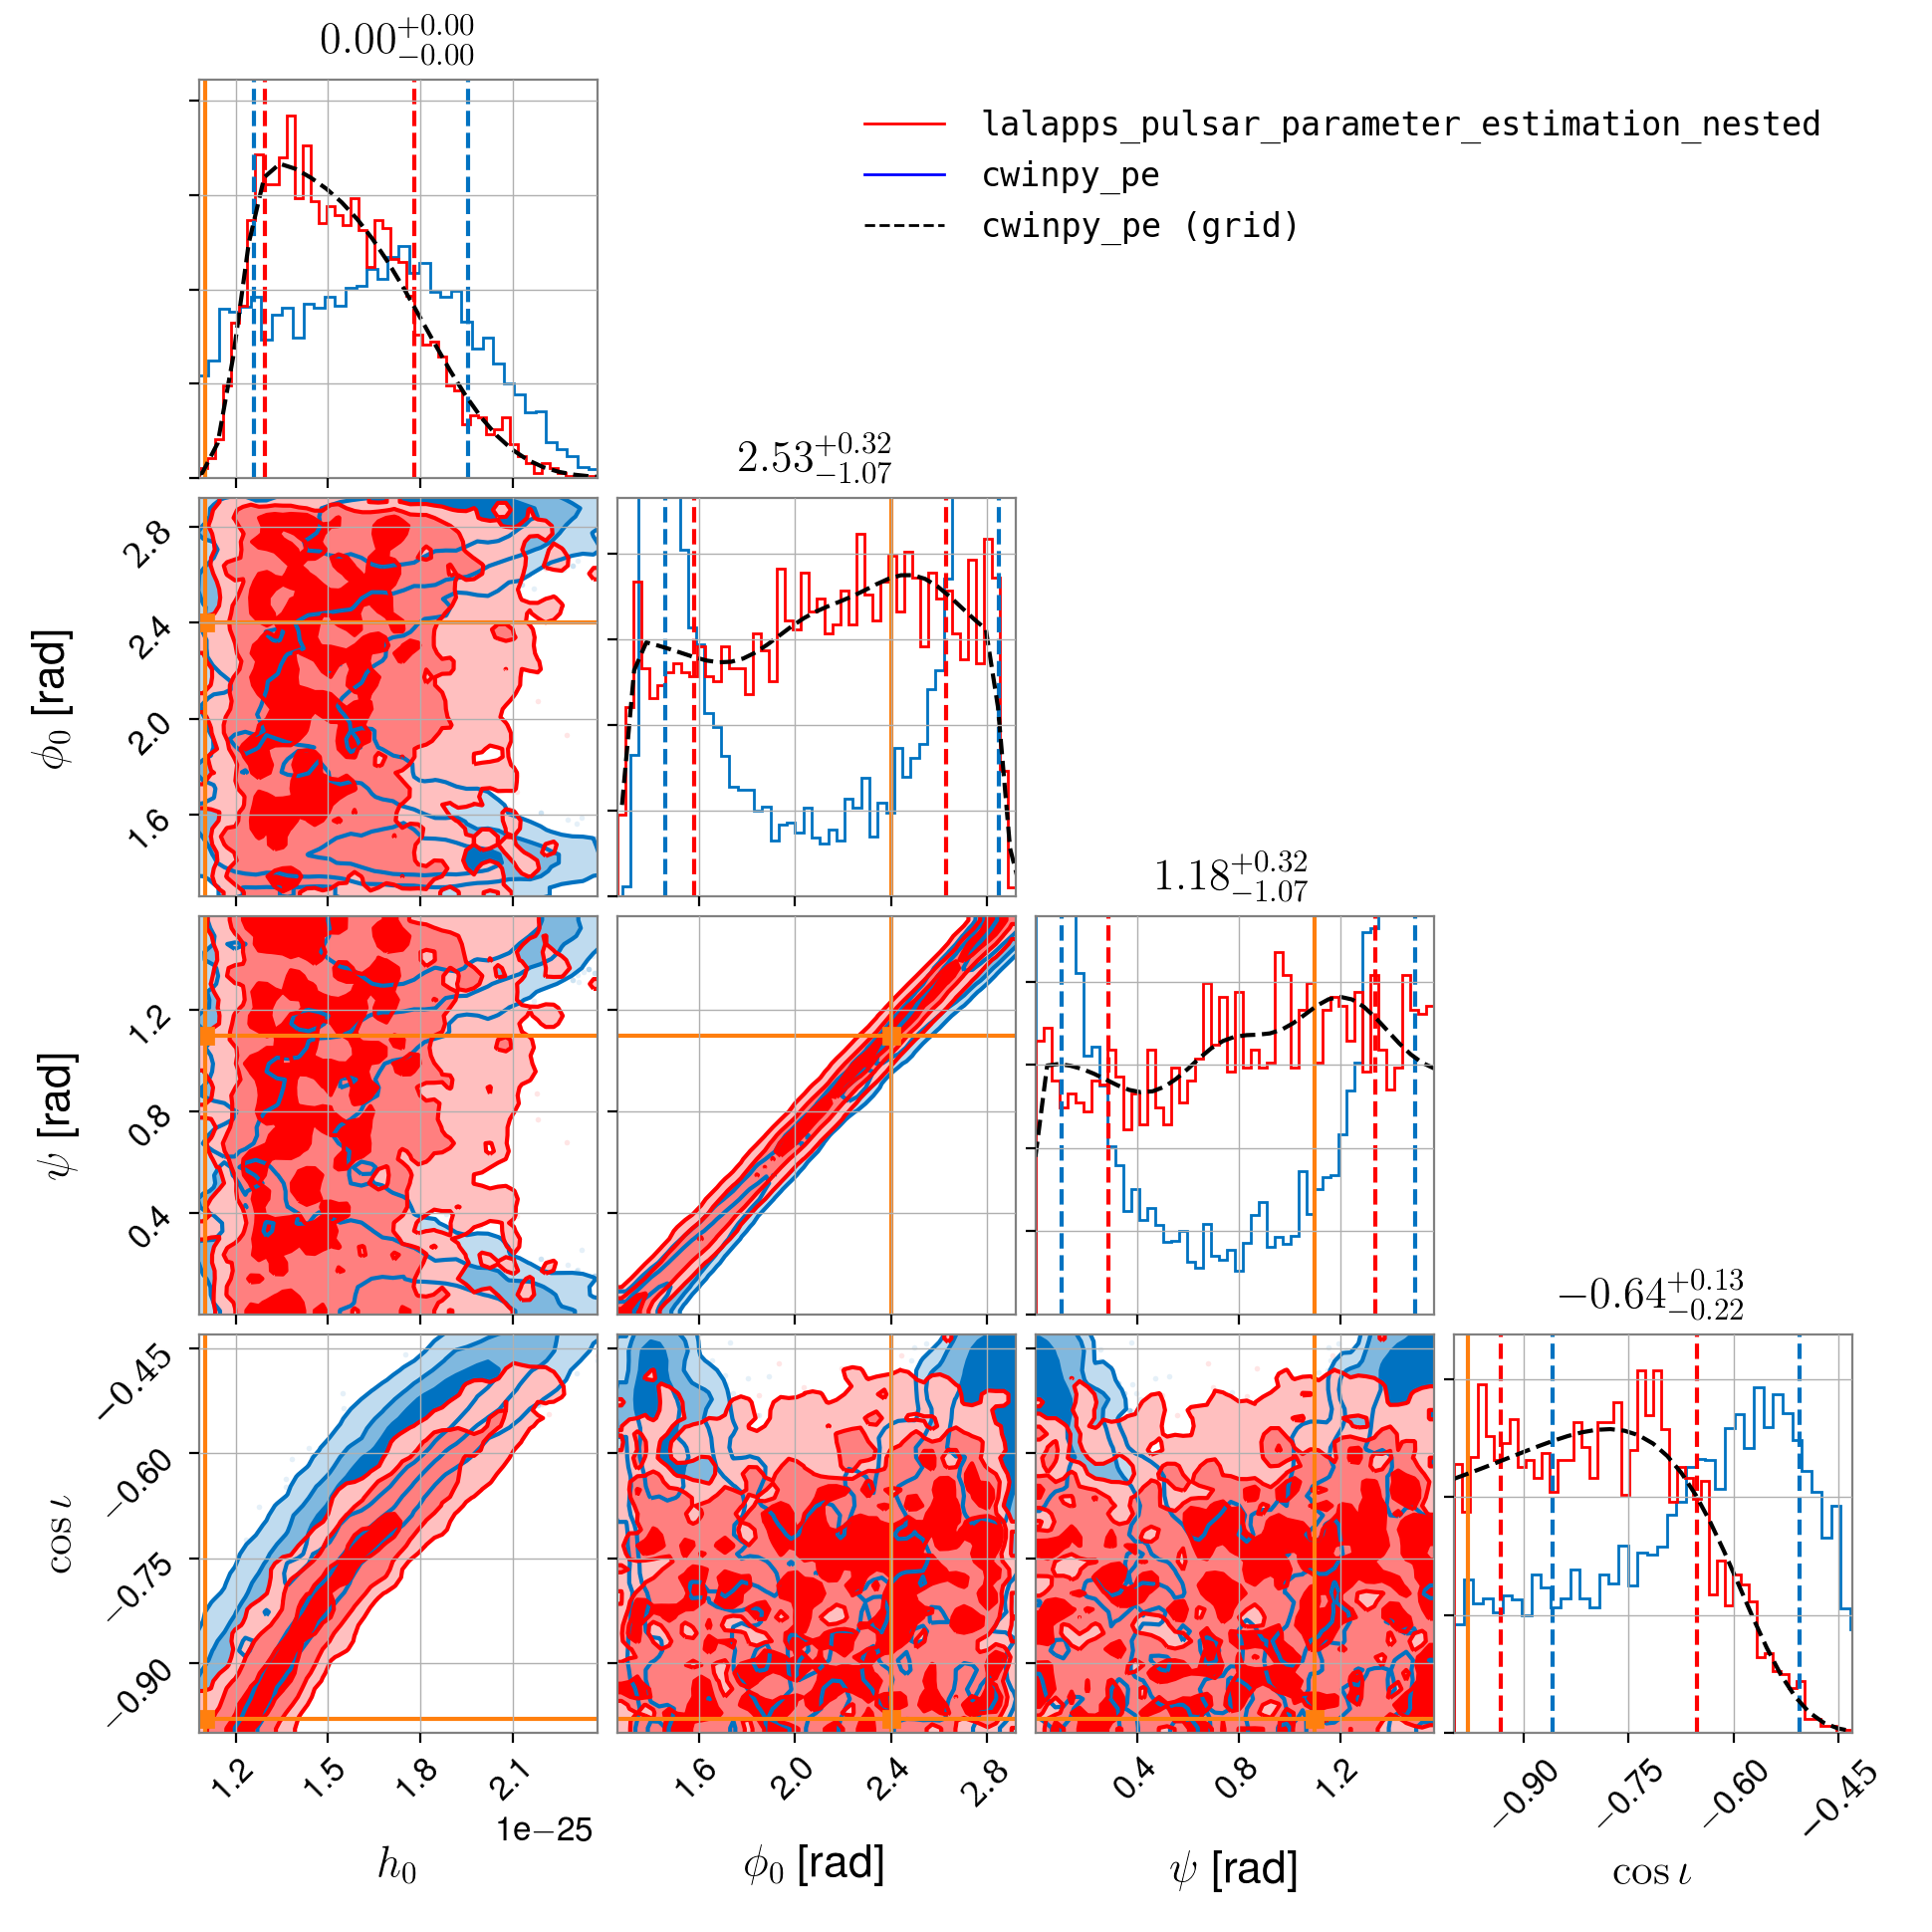 0.00+0.00−0.00
lalapps_pulsar_parameter_estimation_nested
cwinpy_pe
cwinpy_pe (grid)
2.53+0.32−1.07
2.8
2.4
2.0
1.6
ϕ0 [rad]
1.18+0.32−1.07
1.2
0.8
0.4
ψ [rad]
−0.64+0.13−0.22
−0.45
−0.60
−0.75
−0.90
cos ι
1.2 1.5 1.8 2.1
1.6 2.0 2.4 2.8
0.4 0.8 1.2
−0.90 −0.75 −0.60 −0.45
1e−25
h0
ϕ0 [rad]
ψ [rad]
cos ι